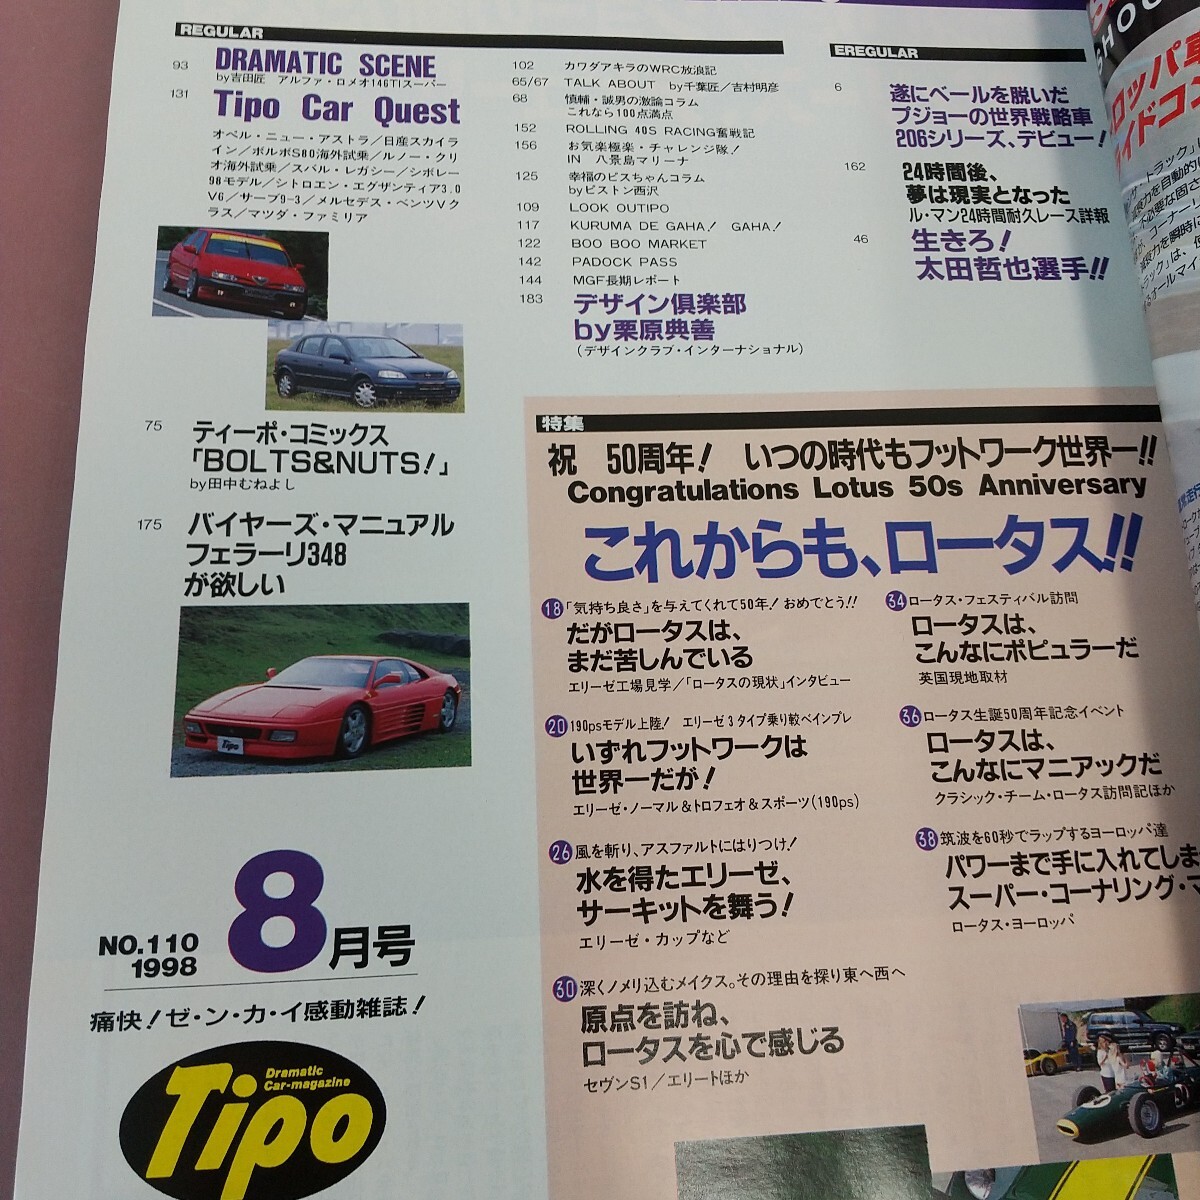 REGULAR
93 DRAMATIC SCENE
by吉田匠 アルファ・ロメオ146TIスーパー
131 Tipo Car Quest
オペル・ニュー・アストラ/日産スカイラ
イン/ボルボS80海外試乗/ルノー・クリ
オ海外試乗/スバル・レガシー/シボレー
98モデル/シトロエン・エグザンティア3.0
V6/サーブ9-3/メルセデス・ベンツVク
ラス/マツダ・ファミリア
75 ティーポ・コミックス
「BOLTS&NUTS!」
by田中むねよし
175 バイヤーズ・マニュアル
フェラーリ348
が欲しい
Tipo
NO.110
1998
8月号
痛快!ゼ・ン・カ・イ感動雑誌!
Dramatic
Car-magazine
Tipo
102 カワダアキラのWRC放浪記
65/67 TALK ABOUT by千葉匠/吉村明彦
68 慎輔・誠男の激論コラム
これなら100点満点
152 ROLLING 40S RACING奮戦記
156 お気楽極楽・チャレンジ隊!
IN 八景島マリーナ
125 幸福のピスちゃんコラム
byピストン西沢
109 LOOK OUTIPO
117 KURUMA DE GAHA! GAHA!
122 BOO BOO MARKET
142 PADOCK PASS
144 MGF長期レポート
183 デザイン倶楽部
by栗原典善
(デザインクラブ・インターナショナル)
EREGULAR
6 遂にベールを脱いだ
プジョーの世界戦略車
206シリーズ、デビュー!
162 24時間後、
夢は現実となった
ル・マン24時間耐久レース詳報
46 生きろ!
太田哲也選手!!
特集
祝 50周年! いつの時代もフットワーク世界一!!
Congratulations Lotus 50s Anniversary
これからも、ロータス!!
18 「気持ち良さ」を与えてくれて50年!おめでとう!!
だがロータスは、
まだ苦しんでいる
エリーゼ工場見学/「ロータスの現状」インタビュー
20 190psモデル上陸! エリーゼ3タイプ乗り較べインプレ
いずれフットワークは
世界一だが!
エリーゼ・ノーマル&トロフェオ&スポーツ(190ps)
26 風を斬り、アスファルトにはりつけ!
水を得たエリーゼ、
サーキットを舞う!
エリーゼ・カップなど
30 深くノメリ込むメイクス。その理由を探り東へ西へ
原点を訪ね、
ロータスを心で感じる
セヴンS1/エリートほか
34 ロータス・フェスティバル訪問
ロータスは、
こんなにポピュラーだ
英国現地取材
36 ロータス生誕50周年記念イベント
ロータスは、
こんなにマニアックだ
クラシック・チーム・ロータス訪問記ほか
38 筑波を60秒でラップするヨーロッパ達
パワーまで手に入れてしま
スーパー・コーナリング・マ
ロータス・ヨーロッパ